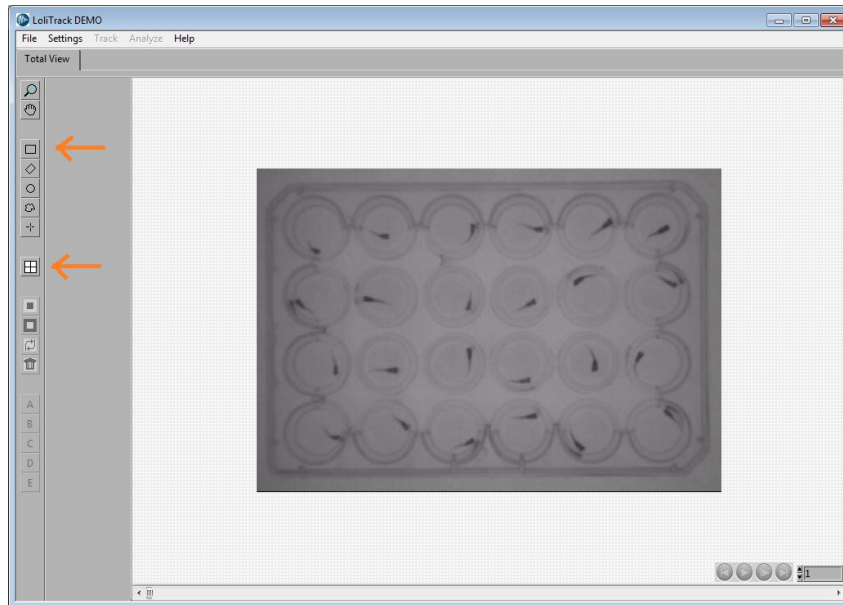 LoliTrack DEMO
File Settings Track Analyze Help
Total View
A
B
C
D
E
1